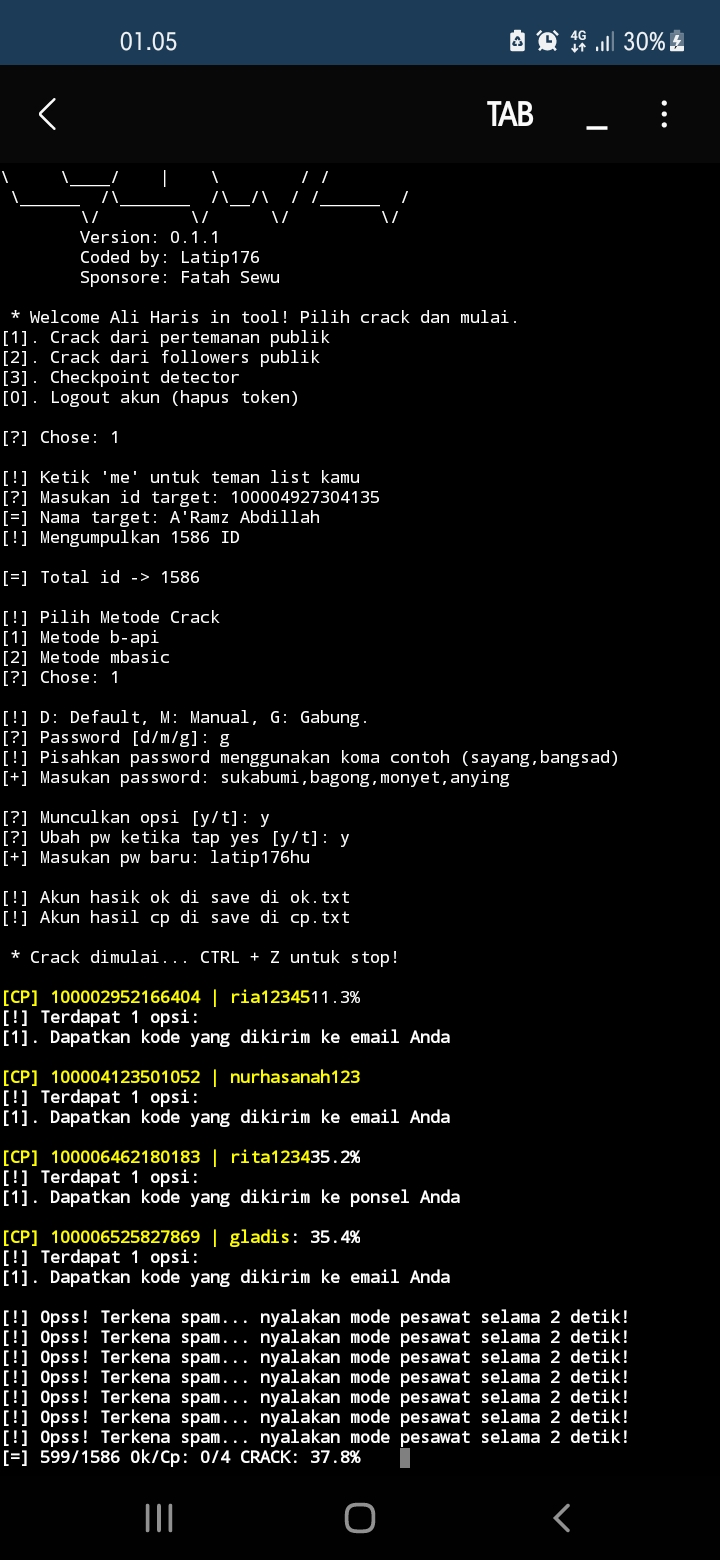 01.05 4G 30%
TAB _
\ \____/ | \ / /
\______ /\_______ /\__/\ / /______ /
\/ \/ \/ \/
Version: 0.1.1
Coded by: Latip176
Sponsore: Fatah Sewu
* Welcome Ali Haris in tool! Pilih crack dan mulai.
[1]. Crack dari pertemanan publik
[2]. Crack dari followers publik
[3]. Checkpoint detector
[0]. Logout akun (hapus token)
[?] Chose: 1
[!] Ketik 'me' untuk teman list kamu
[?] Masukan id target: 100004927304135
[=] Nama target: A'Ramz Abdillah
[!] Mengumpulkan 1586 ID
[=] Total id -> 1586
[!] Pilih Metode Crack
[1] Metode b-api
[2] Metode mbasic
[?] Chose: 1
[!] D: Default, M: Manual, G: Gabung.
[?] Password [d/m/g]: g
[!] Pisahkan password menggunakan koma contoh (sayang,bangsad)
[+] Masukan password: sukabumi,bagong,monyet,anying
[?] Munculkan opsi [y/t]: y
[?] Ubah pw ketika tap yes [y/t]: y
[+] Masukan pw baru: latip176hu
[!] Akun hasik ok di save di ok.txt
[!] Akun hasil cp di save di cp.txt
* Crack dimulai... CTRL + Z untuk stop!
[CP] 100002952166404 | ria1234511.3%
[!] Terdapat 1 opsi:
[1]. Dapatkan kode yang dikirim ke email Anda
[CP] 100004123501052 | nurhasanah123
[!] Terdapat 1 opsi:
[1]. Dapatkan kode yang dikirim ke email Anda
[CP] 100006462180183 | rita123435.2%
[!] Terdapat 1 opsi:
[1]. Dapatkan kode yang dikirim ke ponsel Anda
[CP] 100006525827869 | gladis: 35.4%
[!] Terdapat 1 opsi:
[1]. Dapatkan kode yang dikirim ke email Anda
[!] Opss! Terkena spam... nyalakan mode pesawat selama 2 detik!
[!] Opss! Terkena spam... nyalakan mode pesawat selama 2 detik!
[!] Opss! Terkena spam... nyalakan mode pesawat selama 2 detik!
[!] Opss! Terkena spam... nyalakan mode pesawat selama 2 detik!
[!] Opss! Terkena spam... nyalakan mode pesawat selama 2 detik!
[!] Opss! Terkena spam... nyalakan mode pesawat selama 2 detik!
[!] Opss! Terkena spam... nyalakan mode pesawat selama 2 detik!
[=] 599/1586 Ok/Cp: 0/4 CRACK: 37.8%